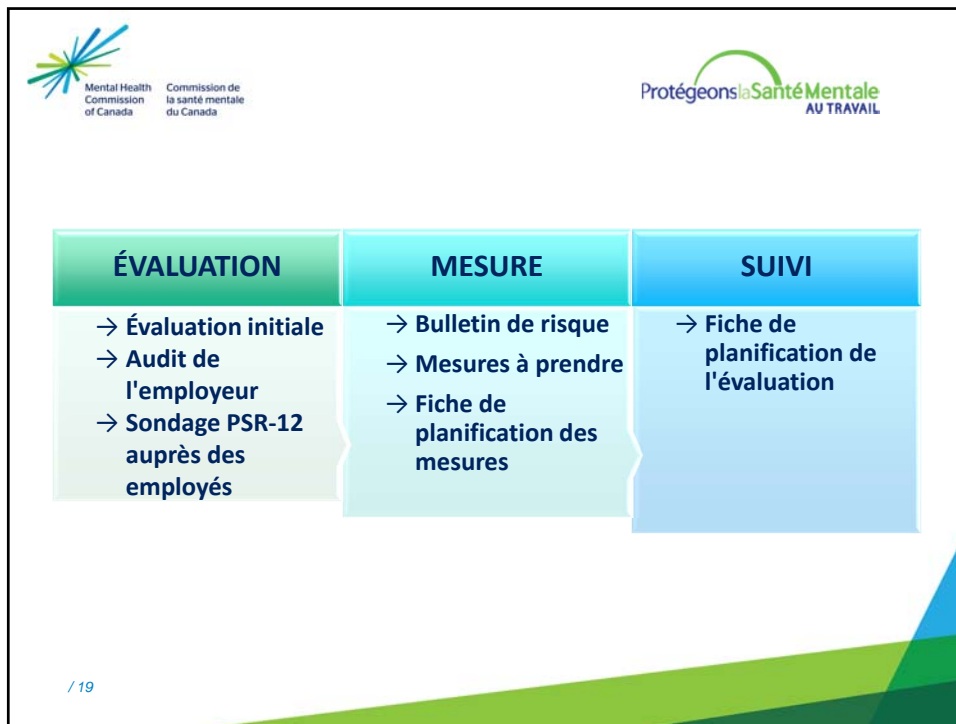 Mental Health
Commission
of Canada
Commission de
la santé mentale
du Canada
ProtégeonslaSantéMentale
AU TRAVAIL
ÉVALUATION
→ Évaluation initiale
→ Audit de
l'employeur
→ Sondage PSR-12
auprès des
employés
MESURE
→ Bulletin de risque
→ Mesures à prendre
→ Fiche de
planification des
mesures
SUIVI
→ Fiche de
planification de
l'évaluation
/ 19